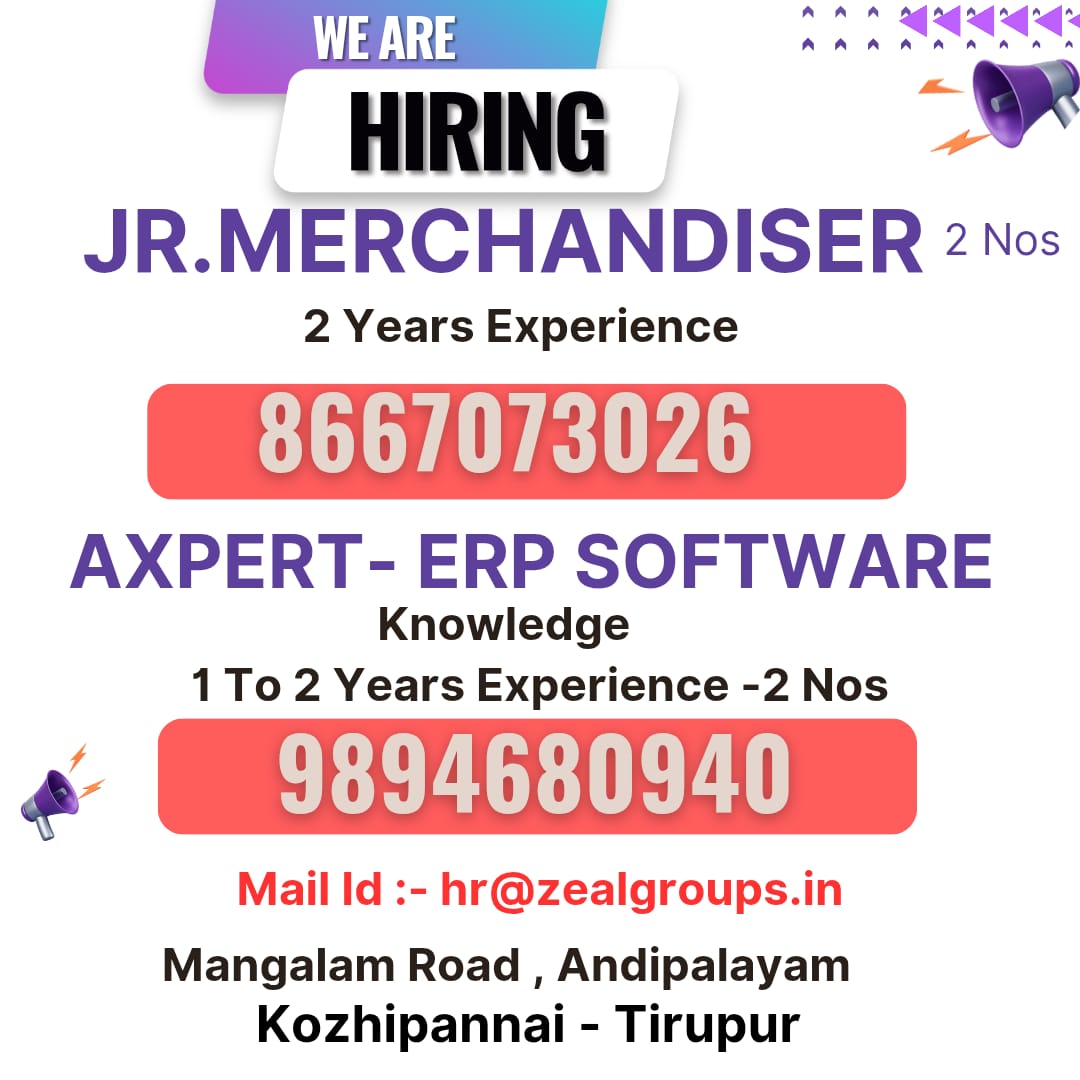 WE ARE
HIRING
JR.MERCHANDISER 2 Nos
2 Years Experience
8667073026
AXPERT- ERP SOFTWARE
Knowledge
1 To 2 Years Experience -2 Nos
9894680940
Mail Id :- hr@zealgroups.in
Mangalam Road , Andipalayam
Kozhipannai - Tirupur